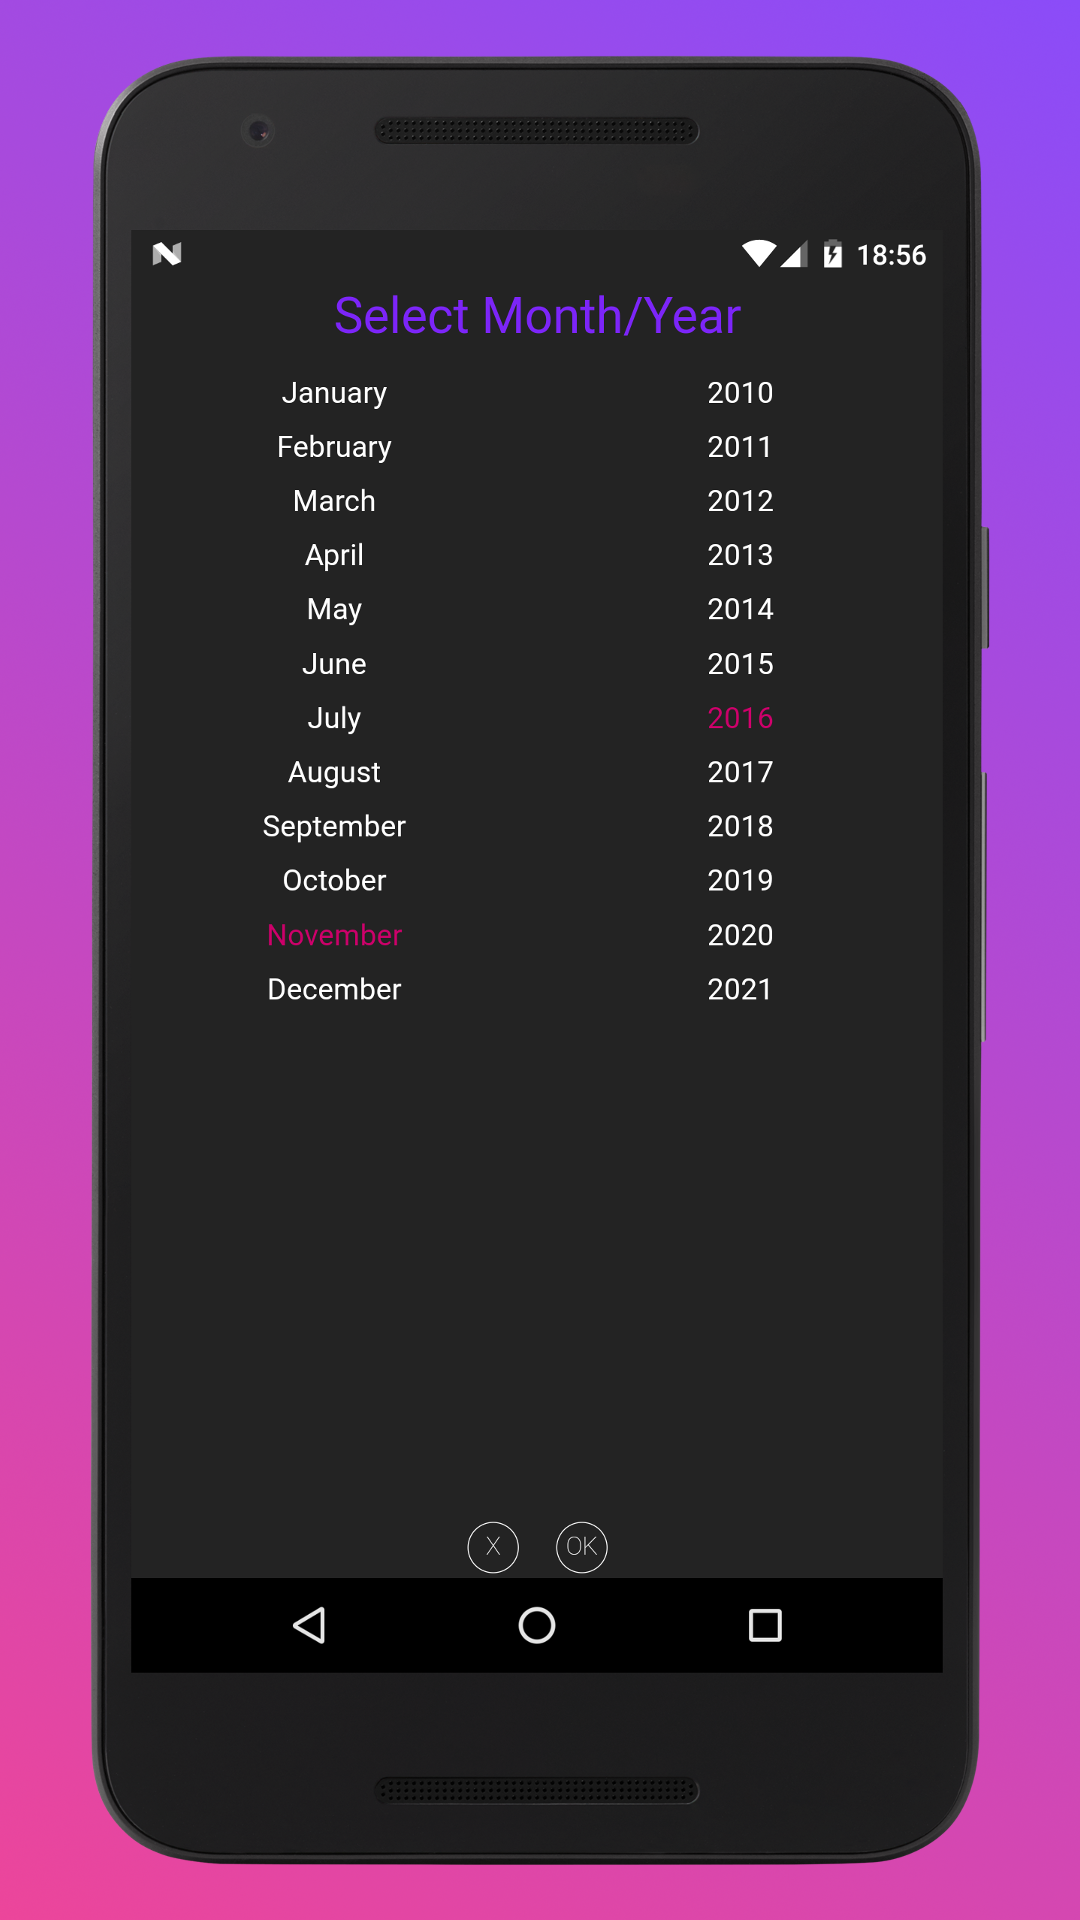 18:56
Select Month/Year
January 2010
February 2011
March 2012
April 2013
May 2014
June 2015
July 2016
August 2017
September 2018
October 2019
November 2020
December 2021
X OK